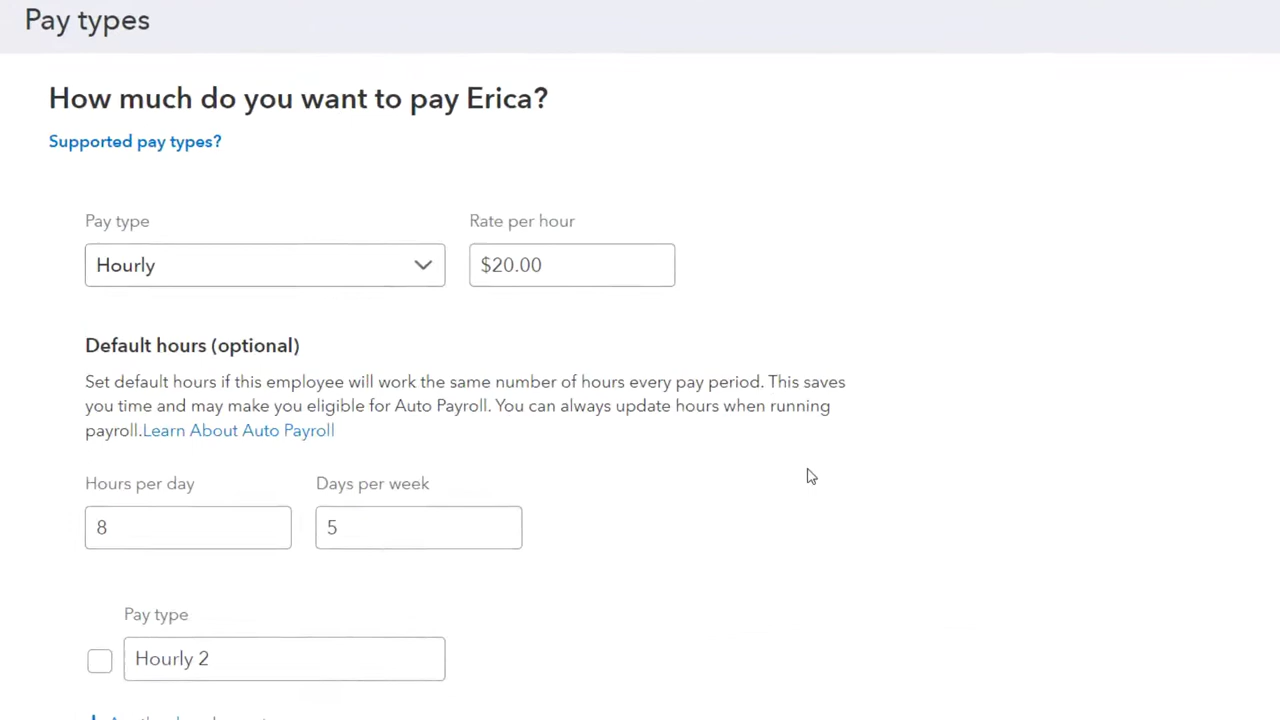 Pay types
How much do you want to pay Erica?
Supported pay types?
Pay type
Rate per hour
Hourly
$20.00
Default hours (optional)
Set default hours if this employee will work the same number of hours every pay period. This saves
you time and may make you eligible for Auto Payroll. You can always update hours when running
payroll.Learn About Auto Payroll
Hours per day
Days per week
8
5
Pay type
Hourly 2